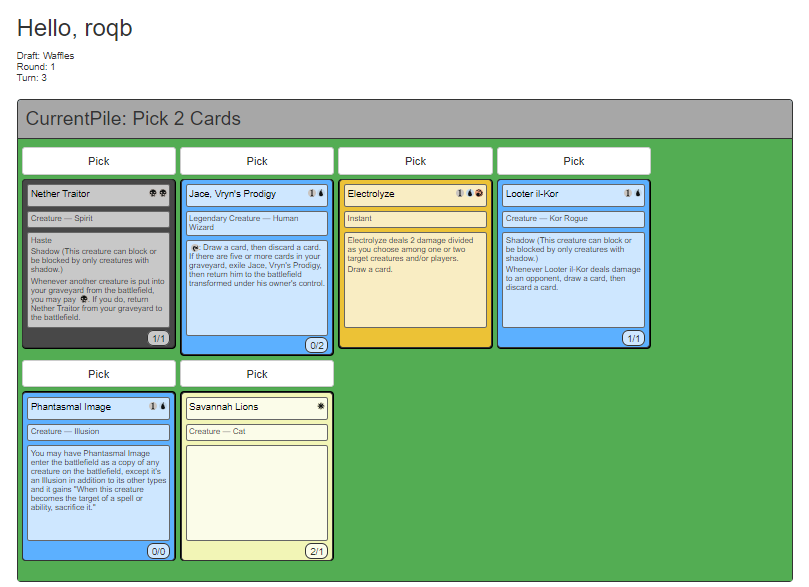 Hello, roqb
Draft: Waffles
Round: 1
Turn: 3
CurrentPile: Pick 2 Cards
Pick
Pick
Pick
Pick
Nether Traitor
Creature — Spirit
Haste
Shadow (This creature can block or
be blocked by only creatures with
shadow.)
Whenever another creature is put into
your graveyard from the battlefield,
you may pay . If you do, return
Nether Traitor from your graveyard to
the battlefield.
1/1
Jace, Vryn's Prodigy
1
Legendary Creature — Human
Wizard
: Draw a card, then discard a card.
If there are five or more cards in your
graveyard, exile Jace, Vryn's Prodigy,
then return him to the battlefield
transformed under his owner's control.
0/2
Electrolyze
1
Instant
Electrolyze deals 2 damage divided
as you choose among one or two
target creatures and/or players.
Draw a card.
Looter il-Kor
1
Creature — Kor Rogue
Shadow (This creature can block or
be blocked by only creatures with
shadow.)
Whenever Looter il-Kor deals damage
to an opponent, draw a card, then
discard a card.
1/1
Pick
Pick
Phantasmal Image
1
Creature — Illusion
You may have Phantasmal Image
enter the battlefield as a copy of any
creature on the battlefield, except it's
an Illusion in addition to its other types
and it gains "When this creature
becomes the target of a spell or
ability, sacrifice it."
0/0
Savannah Lions
Creature — Cat
2/1